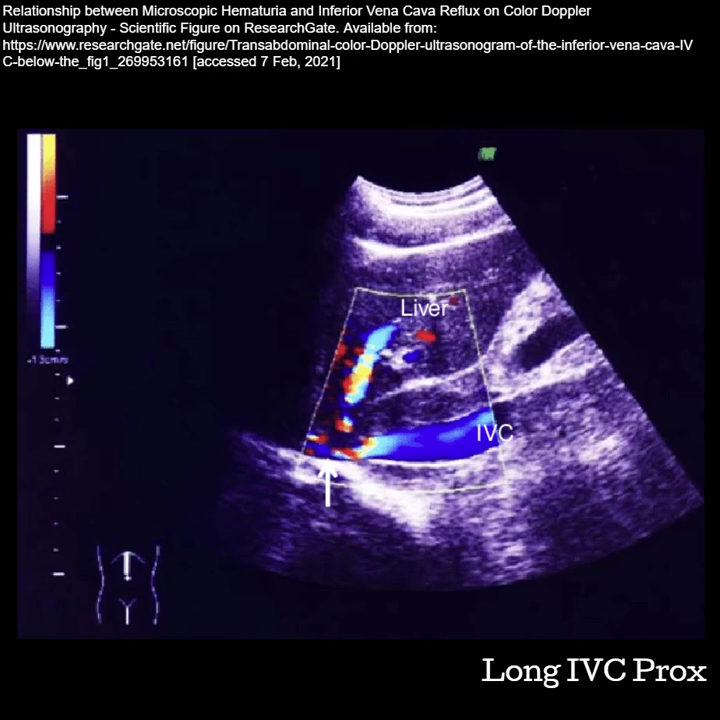 Relationship between Microscopic Hematuria and Inferior Vena Cava Reflux on Color Doppler
Ultrasonography - Scientific Figure on ResearchGate. Available from:
https://www.researchgate.net/figure/Transabdominal-color-Doppler-ultrasonogram-of-the-inferior-vena-cava-IV
C-below-the_fig1_269953161 [accessed 7 Feb, 2021]
Liver
IVC
Long IVC Prox